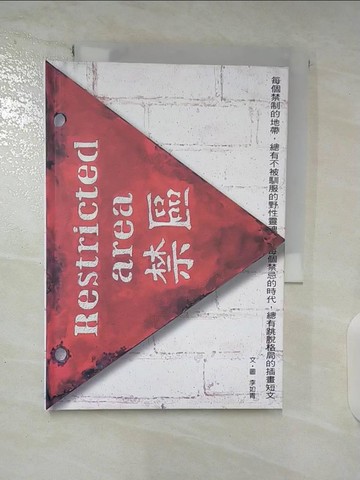 Restricted
area
禁區
每個禁制的地帶，總有不被馴服的野性靈魂，每個禁忌的時代，總有跳脫格局的插畫短文
文・圖 李如青